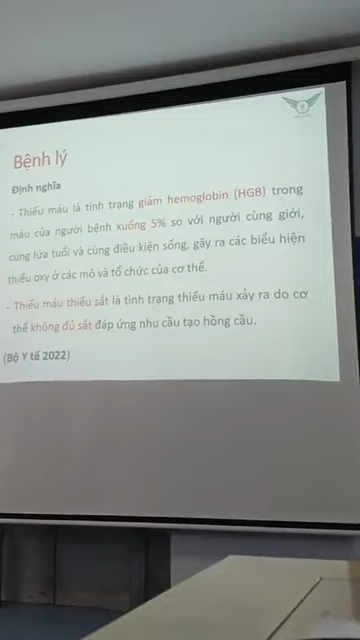 Bệnh lý
Định nghĩa
- Thiếu máu là tình trạng giảm hemoglobin (HGB) trong
máu của người bệnh xuống 5% so với người cùng giới,
cùng lứa tuổi và cùng điều kiện sống, gây ra các biểu hiện
thiếu oxy ở các mô và tổ chức của cơ thể.
- Thiếu máu thiếu sắt là tình trạng thiếu máu xảy ra do cơ
thể không đủ sắt đáp ứng nhu cầu tạo hồng cầu.
(Bộ Y tế 2022)